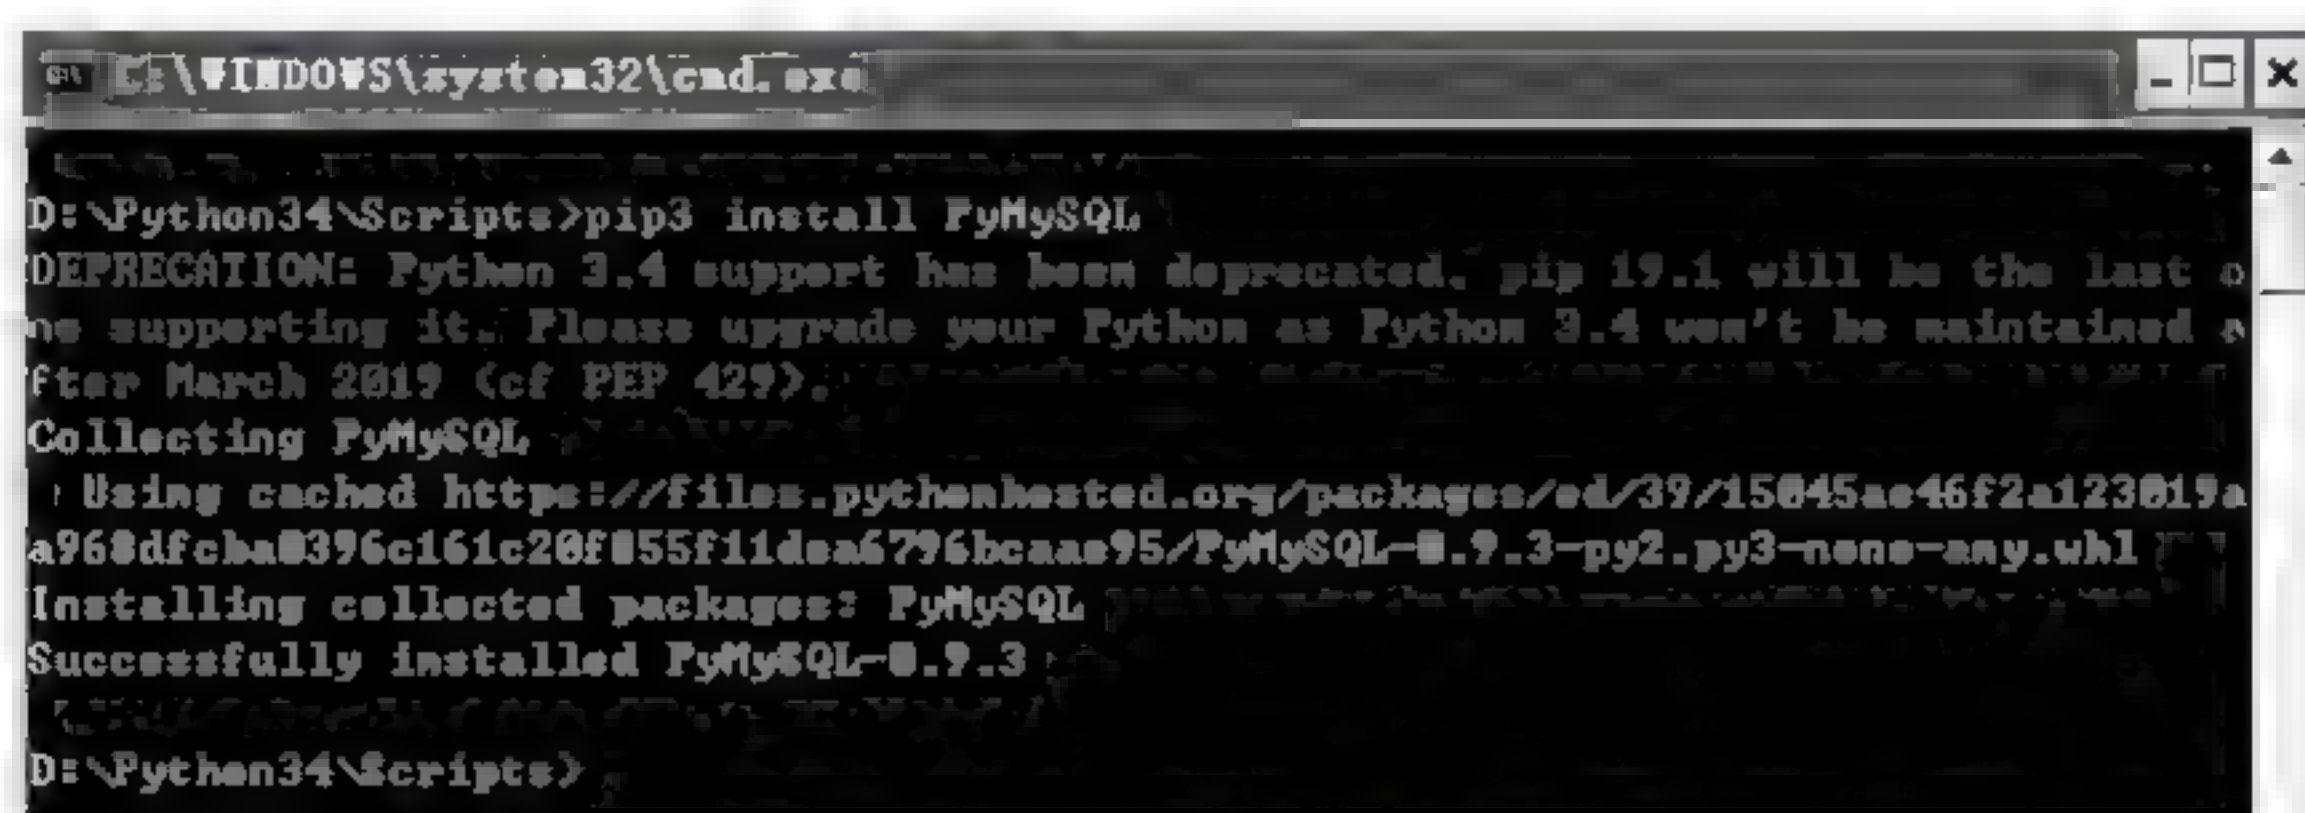 C:\WINDOWS\system32\cmd.exe
D:\Python34\Scripts>pip3 install PyMySQL
DEPRECATION: Python 3.4 support has been deprecated. pip 19.1 will be the last o
ne supporting it. Please upgrade your Python as Python 3.4 won't be maintained a
fter March 2019 (cf PEP 429).
Collecting PyMySQL
Using cached https://files.pythonhosted.org/packages/ed/39/15045ae46f2a123019a
a968dfcba0396c161c20f855f11dea6796bcaae95/PyMySQL-0.9.3-py2.py3-none-any.whl
Installing collected packages: PyMySQL
Successfully installed PyMySQL-0.9.3
D:\Python34\Scripts>